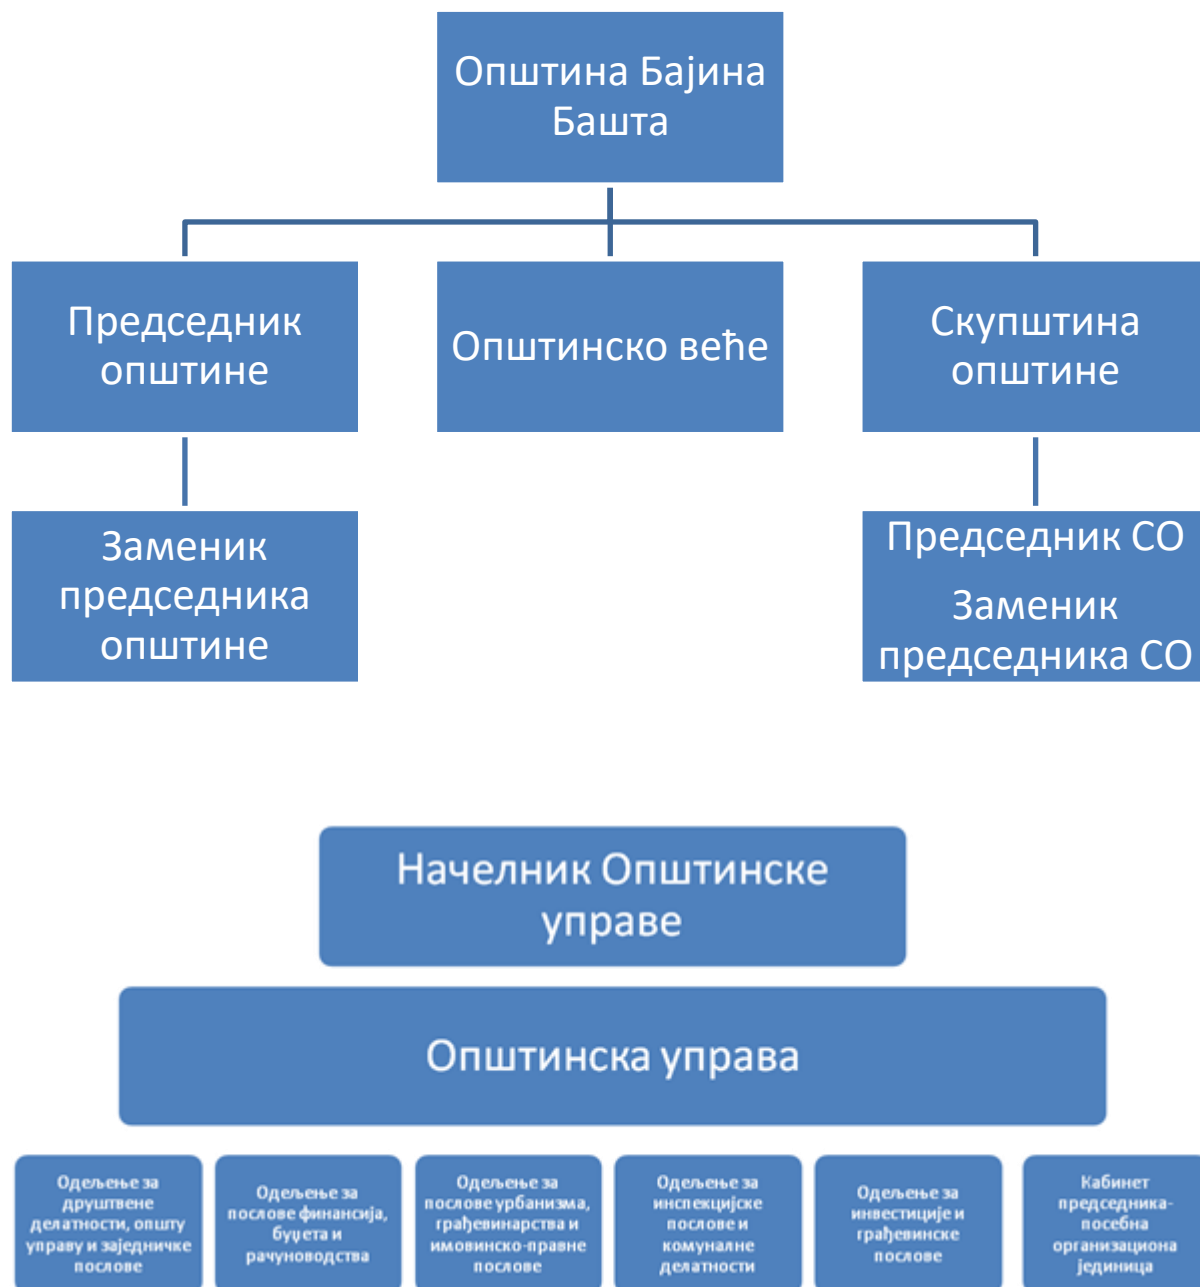 Општина Бајина
Башта
Председник
општине
Општинско веће
Скупштина
општине
Заменик
председника
општине
Председник СО
Заменик
председника СО
Начелник Општинске
управе
Општинска управа
Одељење за
друштвене
делатности, општу
управу и заједничке
послове
Одељење за
послове финансија,
буџета и
рачуноводства
Одељење за
послове урбанизма,
грађевинарства и
имовинско-правне
послове
Одељење за
инспекцијске
послове и
комуналне
делатности
Одељење за
инвестиције и
грађевинске
послове
Кабинет
председника-
посебна
организациона
јединица